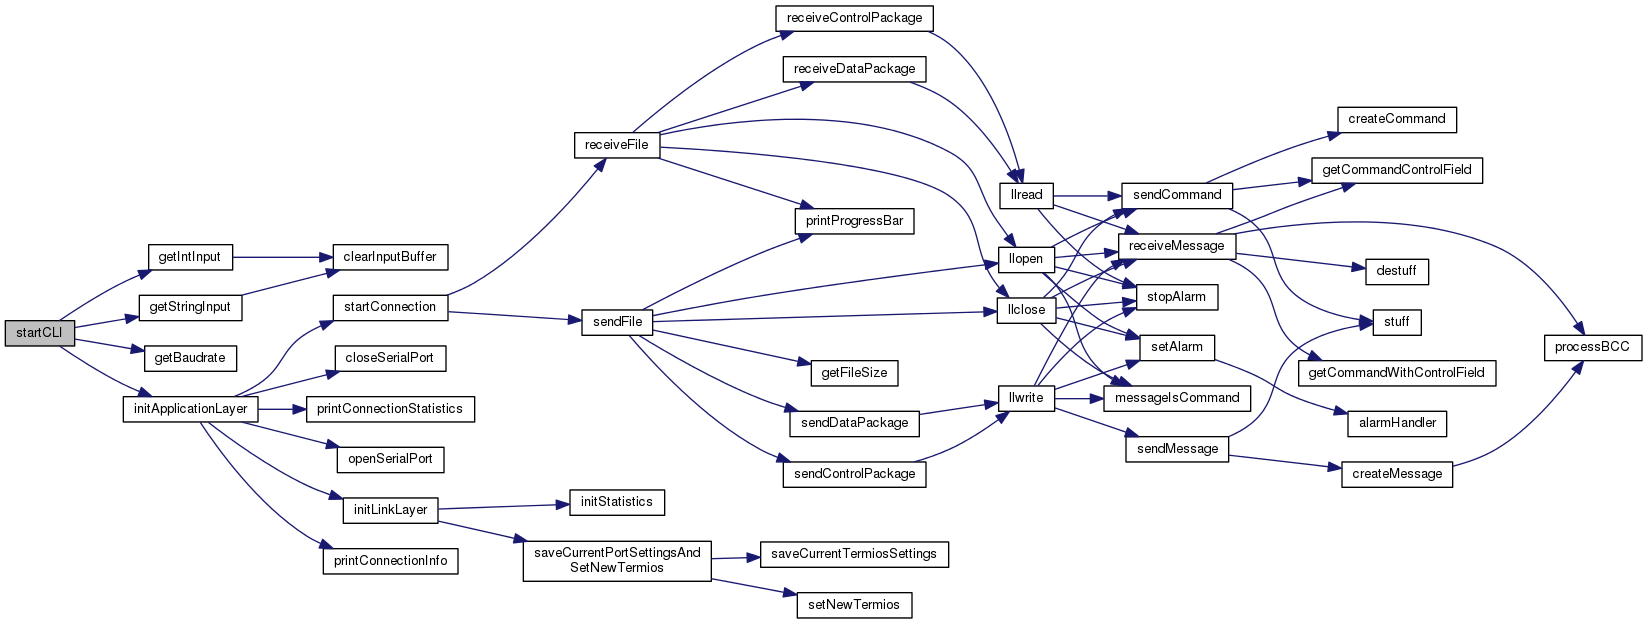 startCLI
getIntInput
getStringInput
getBaudrate
initApplicationLayer
clearInputBuffer
startConnection
closeSerialPort
printConnectionStatistics
openSerialPort
initLinkLayer
printConnectionInfo
receiveFile
sendFile
initStatistics
saveCurrentPortSettingsAnd
SetNewTermios
receiveControlPackage
receiveDataPackage
printProgressBar
getFileSize
sendDataPackage
sendControlPackage
saveCurrentTermiosSettings
setNewTermios
llread
llopen
llclose
llwrite
sendCommand
receiveMessage
stopAlarm
setAlarm
messageIsCommand
sendMessage
createCommand
getCommandControlField
destuff
stuff
getCommandWithControlField
alarmHandler
createMessage
processBCC